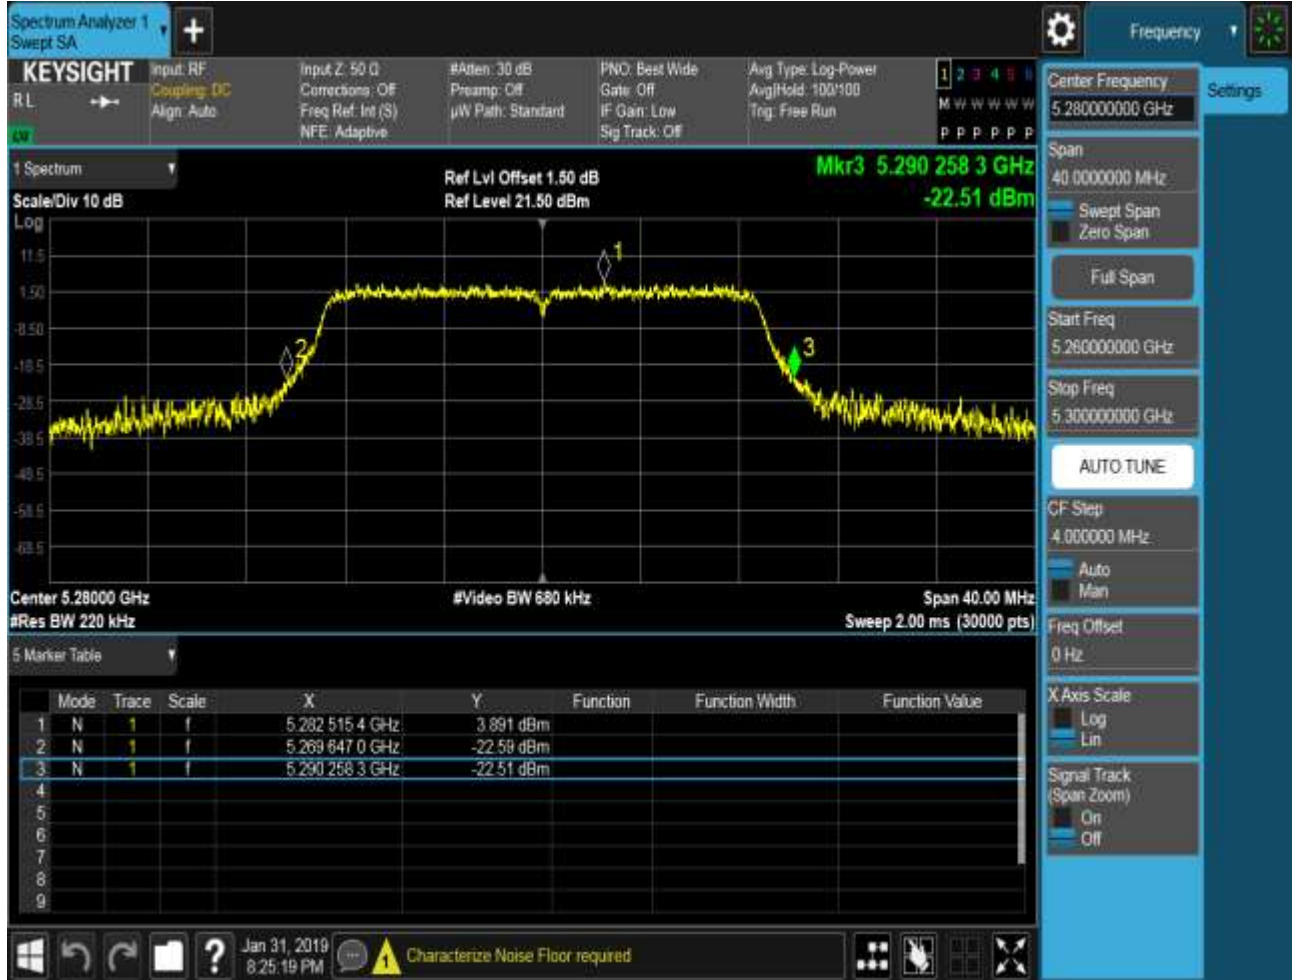 Spectrum Analyzer 1
Swept SA
Frequency
KEYSIGHT
R L
Input: RF
Coupling: DC
Align: Auto
Input Z: 50 Ω
Corrections: Off
Freq Ref: Int (S)
NFE: Adaptive
#Atten: 30 dB
Preamp: Off
µW Path: Standard
PNO: Best Wide
Gate: Off
IF Gain: Low
Sig Track: Off
Avg Type: Log-Power
Avg|Hold: 100/100
Trig: Free Run
1 2 3 4 5 6
M W W W W W
P P P P P P
1 Spectrum
Scale/Div 10 dB
Ref Lvl Offset 1.50 dB
Ref Level 21.50 dBm
Mkr3 5.290 258 3 GHz
-22.51 dBm
Log
11.5
1.50
-8.50
-18.5
-28.5
-38.5
-48.5
-58.5
-68.5
1
2
3
Center 5.28000 GHz
#Video BW 680 kHz
Span 40.00 MHz
#Res BW 220 kHz
Sweep 2.00 ms (30000 pts)
5 Marker Table
Mode Trace Scale X Y Function Function Width Function Value
1 N 1 f 5.282 515 4 GHz 3.891 dBm
2 N 1 f 5.269 647 0 GHz -22.59 dBm
3 N 1 f 5.290 258 3 GHz -22.51 dBm
4
5
6
7
8
9
Center Frequency
5.280000000 GHz
Settings
Span
40.0000000 MHz
Swept Span
Zero Span
Full Span
Start Freq
5.260000000 GHz
Stop Freq
5.300000000 GHz
AUTO TUNE
CF Step
4.000000 MHz
Auto
Man
Freq Offset
0 Hz
X Axis Scale
Log
Lin
Signal Track
(Span Zoom)
On
Off
?
Jan 31, 2019
8:25:19 PM
1
Characterize Noise Floor required